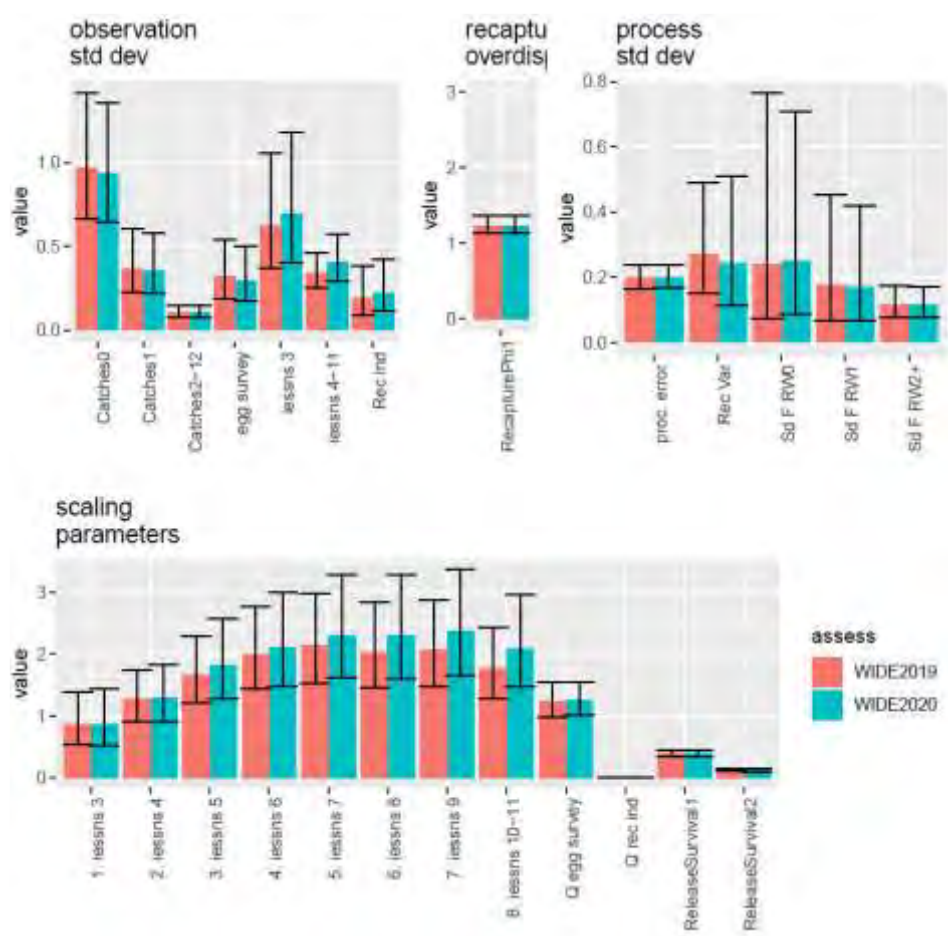 observation
std dev
value
1.0
0.5
0.0
Catches0
Catches1
Catches2-12
egg survey
iessns 3
iessns 4-11
Rec ind
recaptu
overdis
value
3
2
1
0
RecapturePhi1
process
std dev
value
0.8
0.6
0.4
0.2
0.0
proc. error
Rec Var
Sd F RW0
Sd F RW1
Sd F RW2+
scaling
parameters
value
3
2
1
0
1. iessns 3
2. iessns 4
3. iessns 5
4. iessns 6
5. iessns 7
6. iessns 8
7 iessns 9
8. iessns 10-11
Q egg survey
Q rec ind
ReleaseSurvival1
ReleaseSurvival2
assess
WIDE2019
WIDE2020